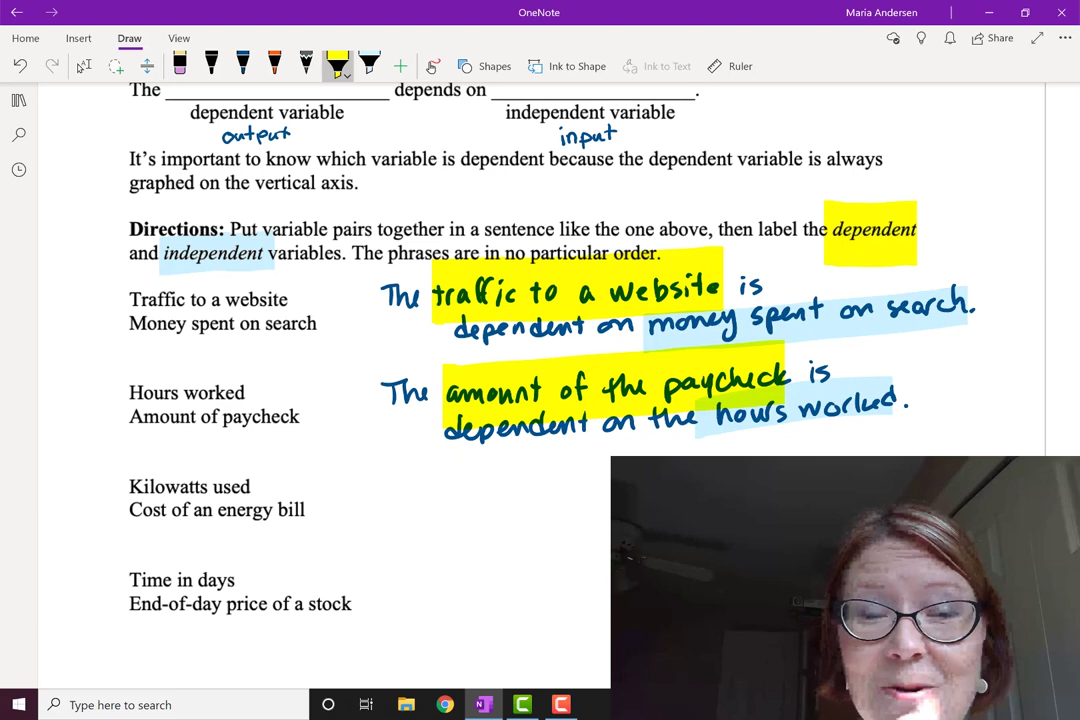 OneNote
Maria Andersen
Home Insert Draw View
Share
Shapes
Ink to Shape
Ink to Text
Ruler
The ____________________ depends on ____________________.
dependent variable independent variable
output input
It's important to know which variable is dependent because the dependent variable is always
graphed on the vertical axis.
Directions: Put variable pairs together in a sentence like the one above, then label the dependent
and independent variables. The phrases are in no particular order.
Traffic to a website
Money spent on search
The traffic to a website is
dependent on money spent on search.
Hours worked
Amount of paycheck
The amount of the paycheck is
dependent on the hours worked.
Kilowatts used
Cost of an energy bill
Time in days
End-of-day price of a stock
Type here to search